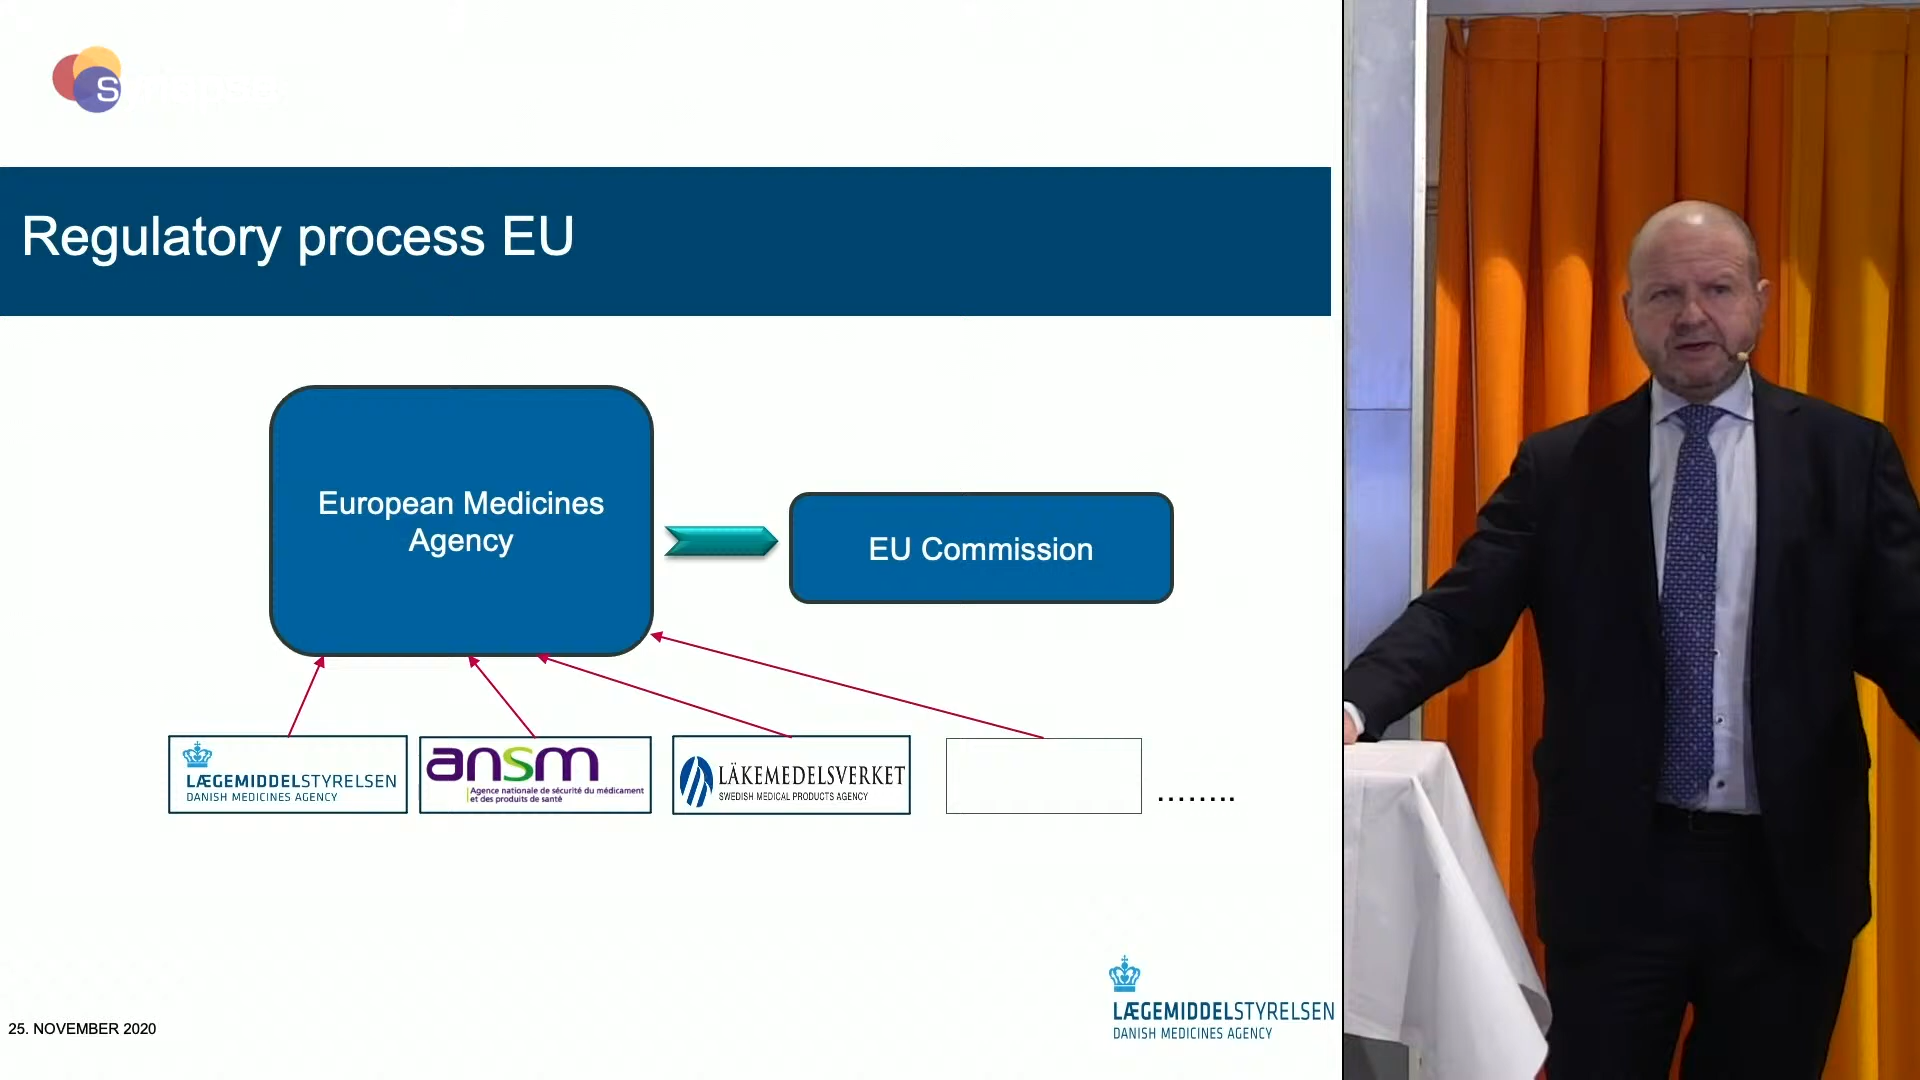 Regulatory process EU
European Medicines
Agency
EU Commission
LÆGEMIDDELSTYRELSEN
DANISH MEDICINES AGENCY
ansm
Agence nationale de sécurité du médicament
et des produits de santé
LÄKEMEDELSVERKET
SWEDISH MEDICAL PRODUCTS AGENCY
........
LÆGEMIDDELSTYRELSEN
DANISH MEDICINES AGENCY
25. NOVEMBER 2020